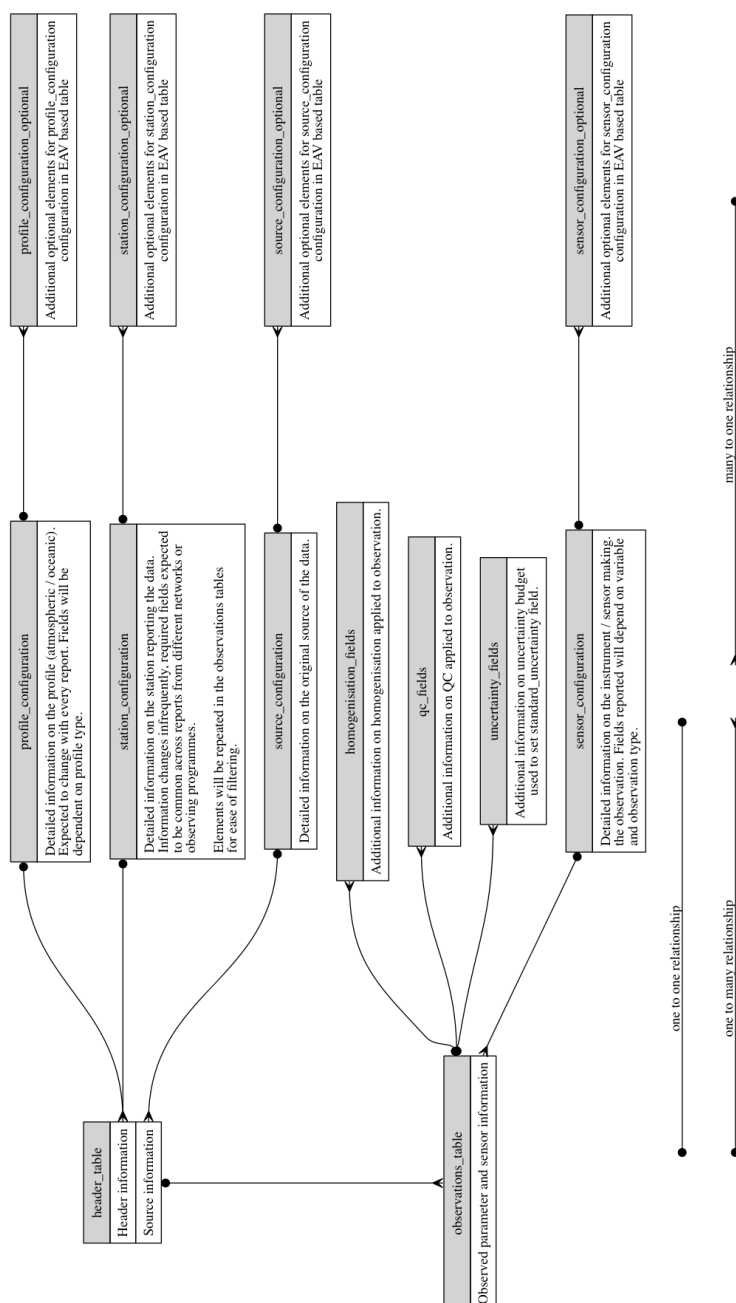 profile_configuration_optional
Additional optional elements for profile_configuration
configuration in EAV based table
station_configuration_optional
Additional optional elements for station_configuration
configuration in EAV based table
source_configuration_optional
Additional optional elements for source_configuration
configuration in EAV based table
sensor_configuration_optional
Additional optional elements for sensor_configuration
configuration in EAV based table
profile_configuration
Detailed information on the profile (atmospheric / oceanic).
Expected to change with every report. Fields will be
dependent on profile type.
station_configuration
Detailed information on the station reporting the data.
Information changes infrequently, required fields expected
to be common across reports from different networks or
observing programmes.
Elements will be repeated in the observations tables
for ease of filtering.
source_configuration
Detailed information on the original source of the data.
homogenisation_fields
Additional information on homogenisation applied to observation.
qc_fields
Additional information on QC applied to observation.
uncertainty_fields
Additional information on uncertainty budget
used to set standard_uncertainty field.
sensor_configuration
Detailed information on the instrument / sensor making.
the observation. Fields reported will depend on variable
and observation type.
header_table
Header information
Source information
observations_table
Observed parameter and sensor information
one to one relationship
one to many relationship
many to one relationship